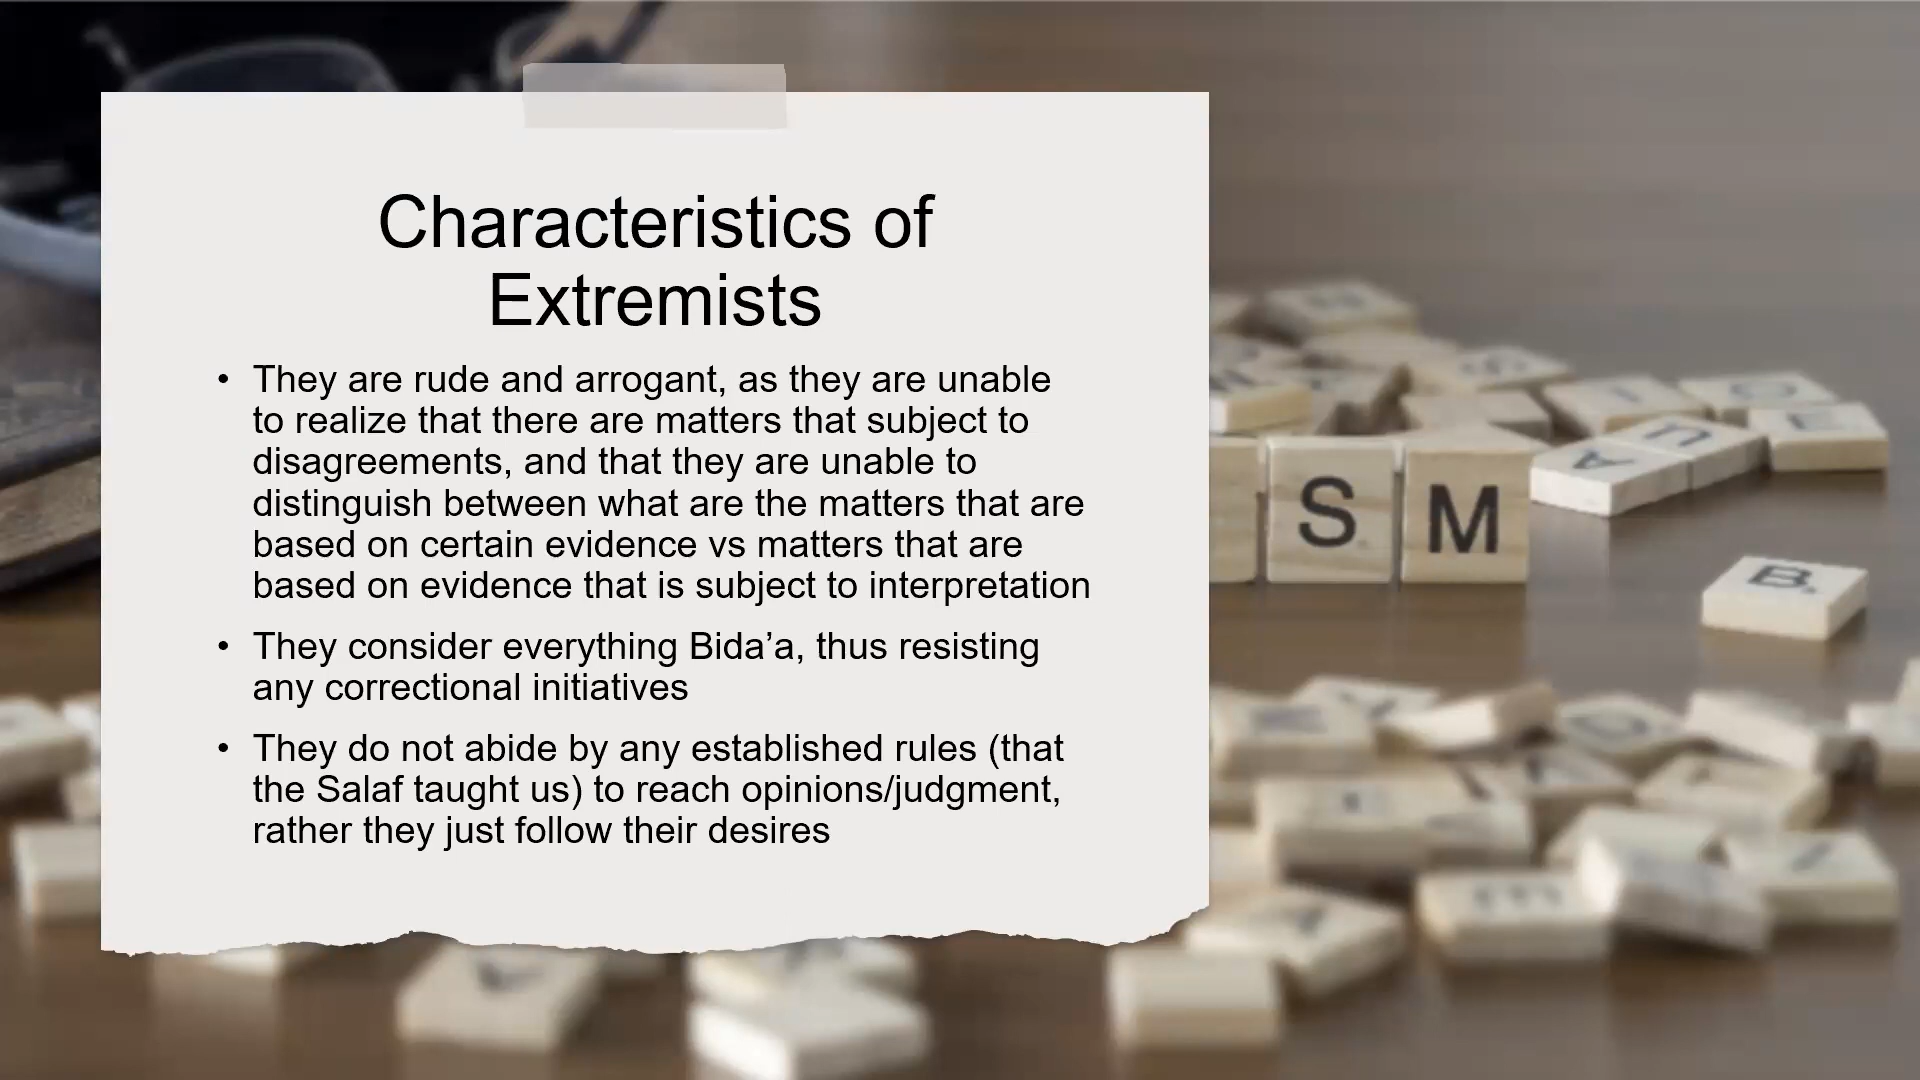 Characteristics of
Extremists
• They are rude and arrogant, as they are unable
to realize that there are matters that subject to
disagreements, and that they are unable to
distinguish between what are the matters that are
based on certain evidence vs matters that are
based on evidence that is subject to interpretation
• They consider everything Bida’a, thus resisting
any correctional initiatives
• They do not abide by any established rules (that
the Salaf taught us) to reach opinions/judgment,
rather they just follow their desires
S M
A U
B